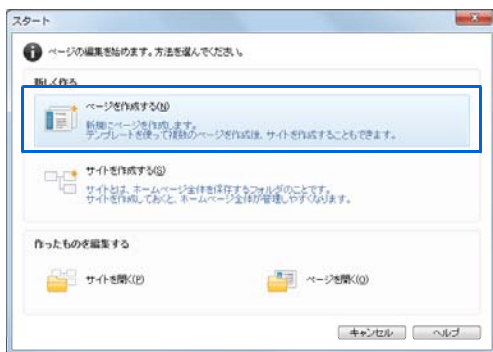 スタート
ページの編集を始めます。方法を選んでください。
新しく作る
ページを作成する(N)
新規にページを作成します。
テンプレートを使って複数のページを作成後、サイトを作成することもできます。
サイトを作成する(G)
サイトとは、ホームページ全体を保存するフォルダのことです。
サイトを作成しておくと、ホームページ全体が管理しやすくなります。
作ったものを編集する
サイトを開く(P) ページを開く(O)
キャンセル ヘルプ